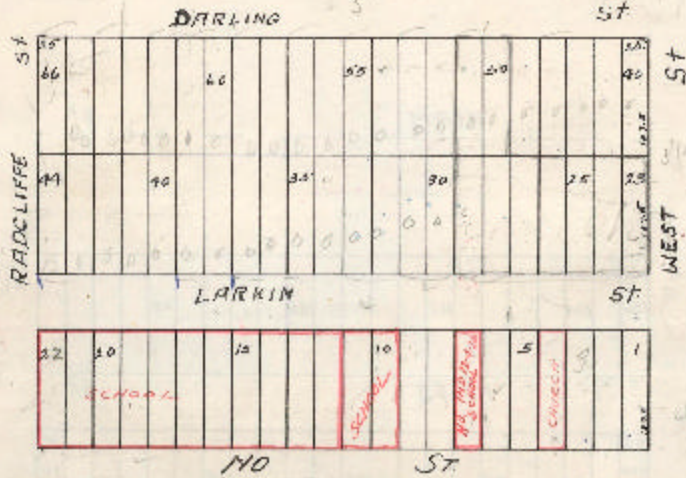 DARLING St.
RADCLIFFE St
WEST St
35
66 60 55 50 40
44 40 35 30 25 23
LARKIN St.
22 20 15 10 5 1
SCHOOL
SCHOOL
SCHOOL
CHURCH
NO ST.